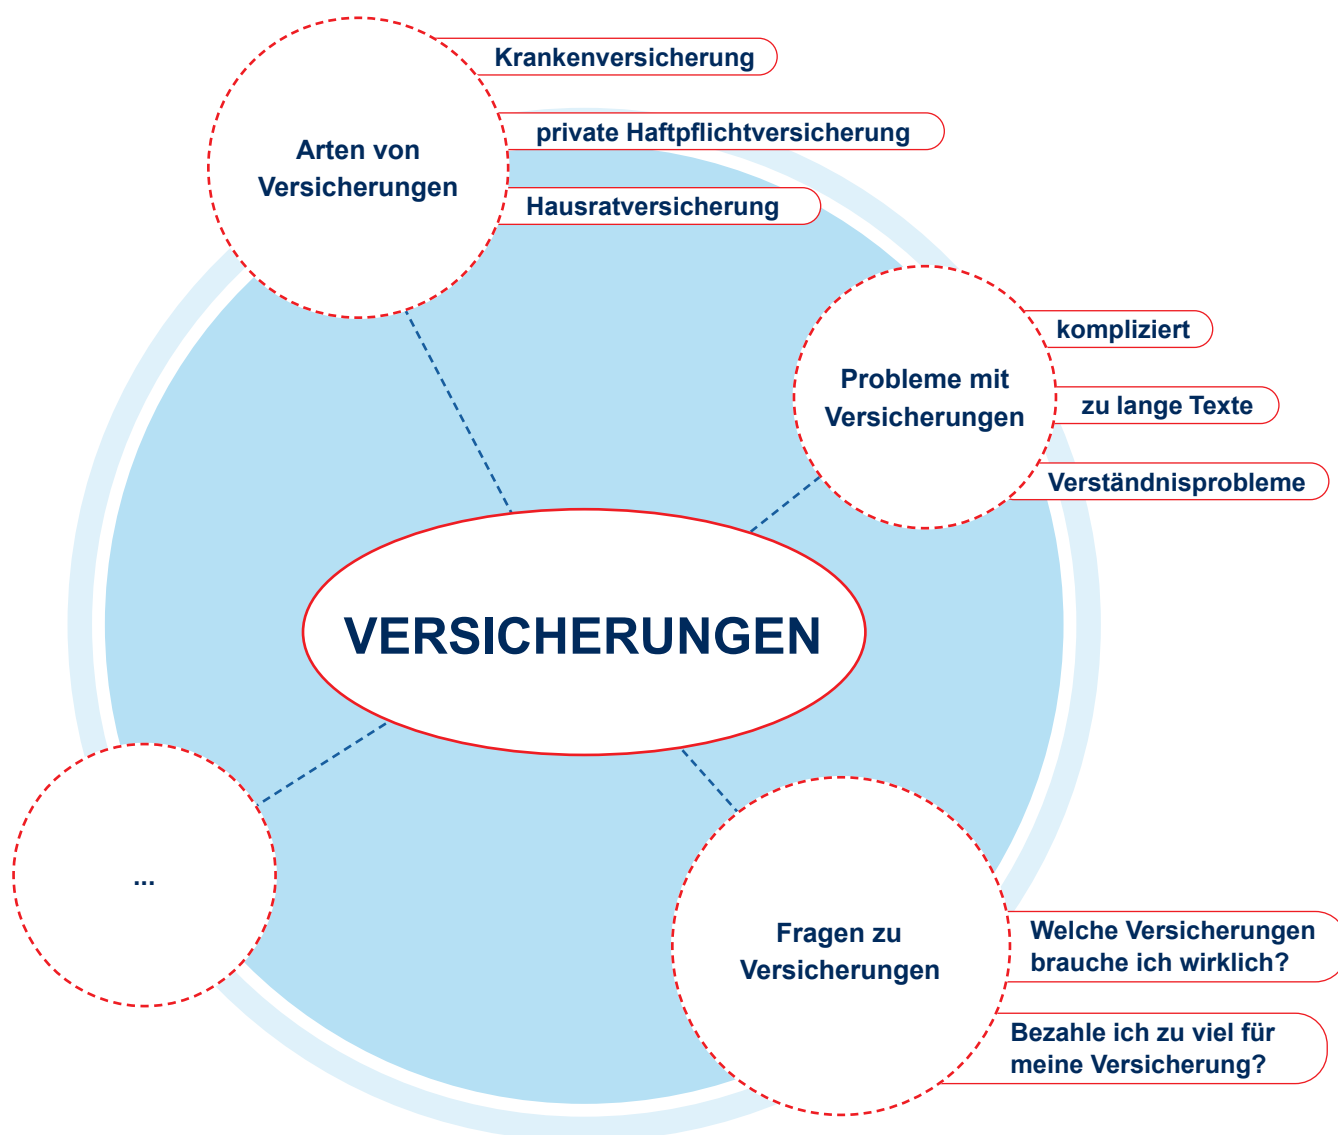 Krankenversicherung
private Haftpflichtversicherung
Hausratversicherung
Arten von
Versicherungen
kompliziert
zu lange Texte
Verständnisprobleme
Probleme mit
Versicherungen
VERSICHERUNGEN
...
Fragen zu
Versicherungen
Welche Versicherungen
brauche ich wirklich?
Bezahle ich zu viel für
meine Versicherung?